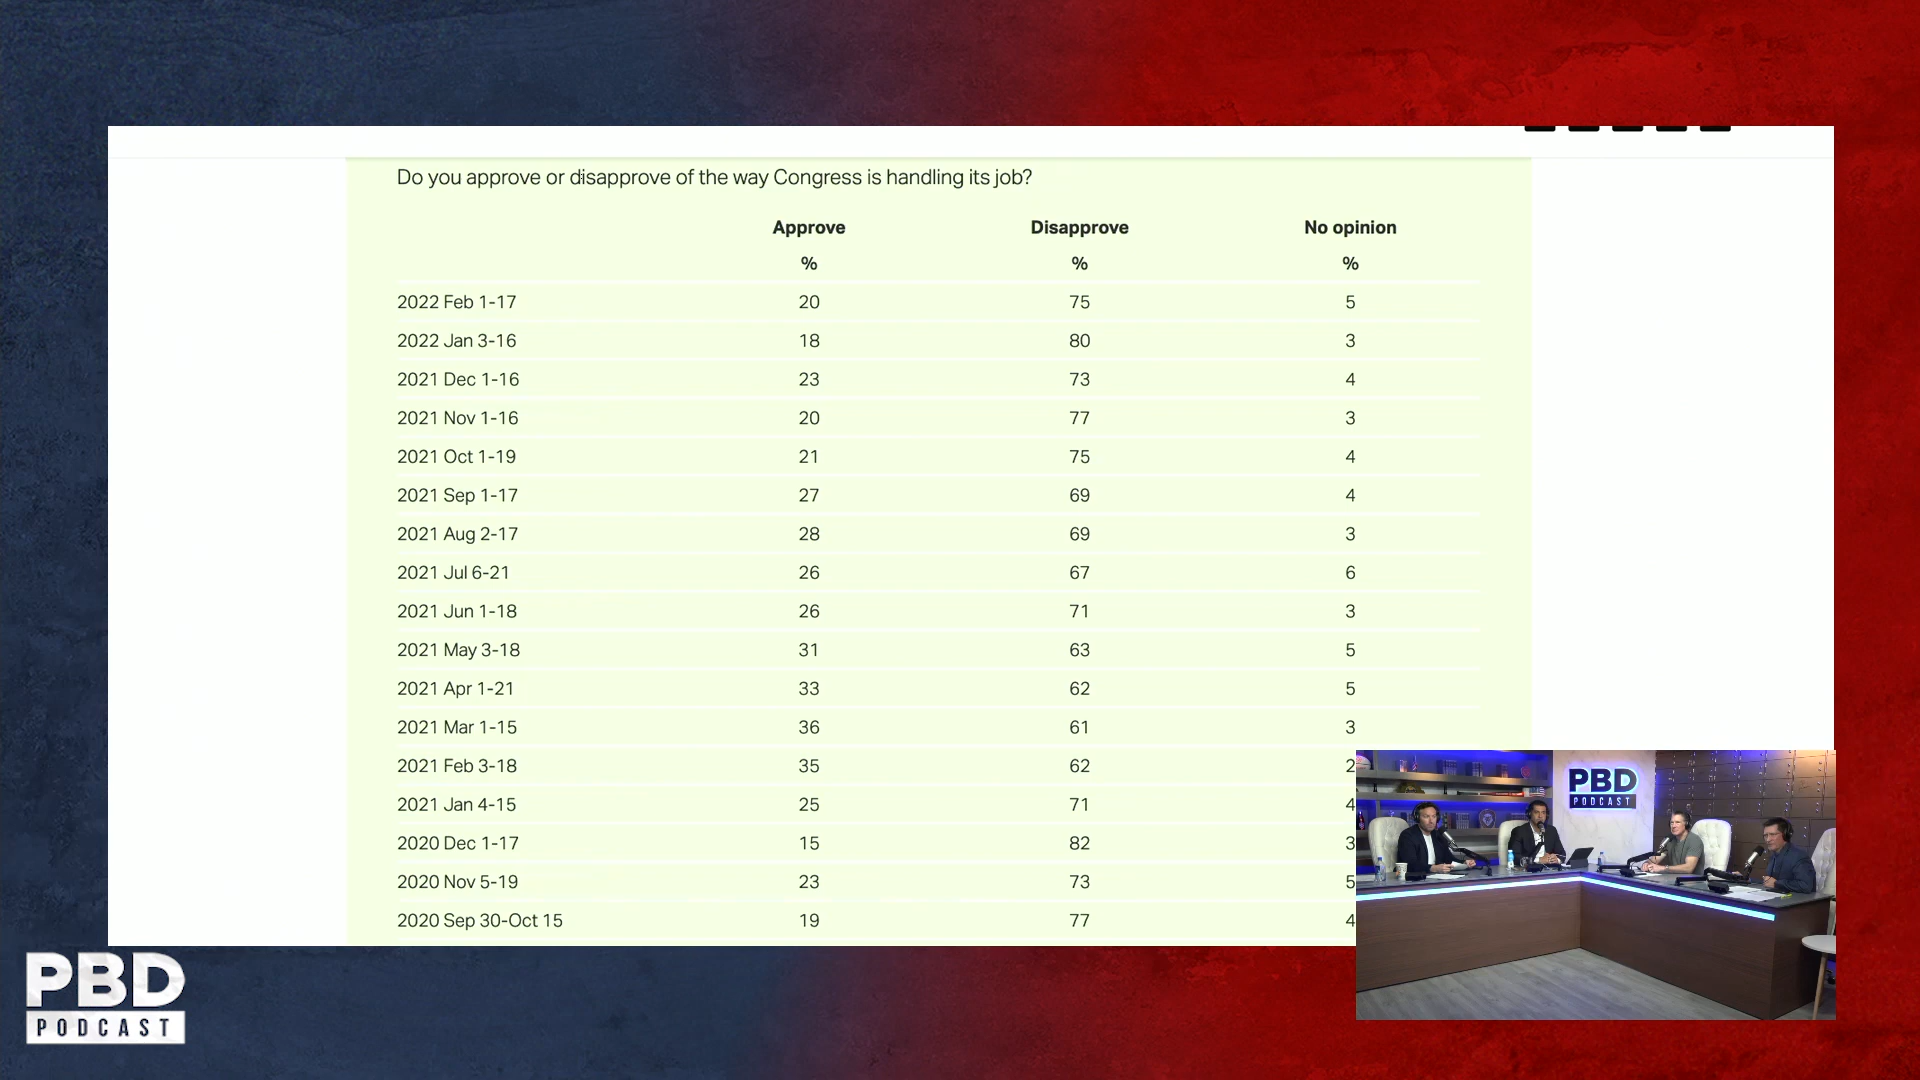 Do you approve or disapprove of the way Congress is handling its job?
Approve Disapprove No opinion
% % %
2022 Feb 1-17 20 75 5
2022 Jan 3-16 18 80 3
2021 Dec 1-16 23 73 4
2021 Nov 1-16 20 77 3
2021 Oct 1-19 21 75 4
2021 Sep 1-17 27 69 4
2021 Aug 2-17 28 69 3
2021 Jul 6-21 26 67 6
2021 Jun 1-18 26 71 3
2021 May 3-18 31 63 5
2021 Apr 1-21 33 62 5
2021 Mar 1-15 36 61 3
2021 Feb 3-18 35 62 2
2021 Jan 4-15 25 71 4
2020 Dec 1-17 15 82 3
2020 Nov 5-19 23 73 5
2020 Sep 30-Oct 15 19 77 4
PBD
PODCAST
PBD
PODCAST